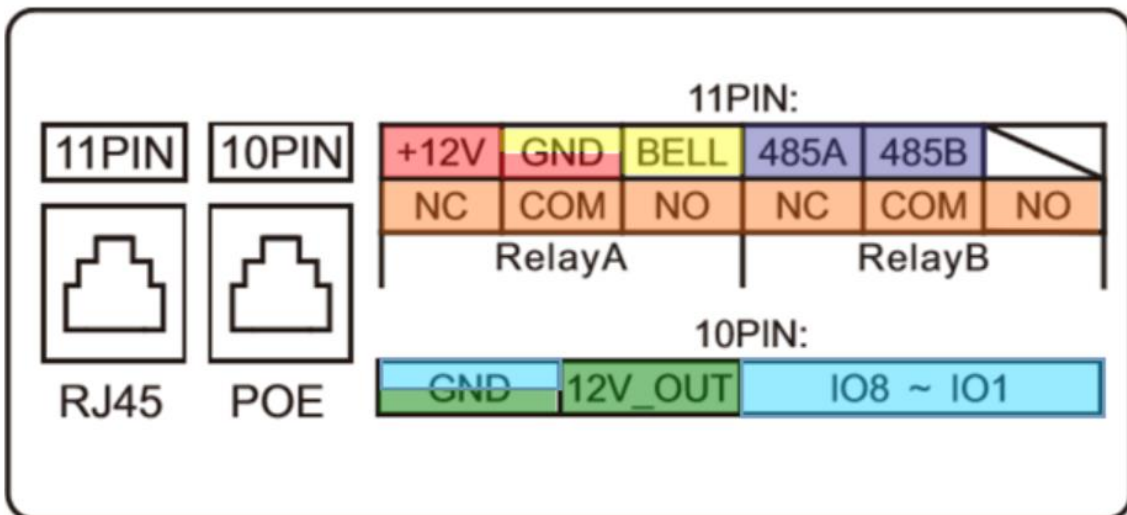 11PIN:
11PIN 10PIN +12V GND BELL 485A 485B
NC COM NO NC COM NO
RelayA RelayB
10PIN:
GND 12V_OUT IO8 ~ IO1
RJ45 POE